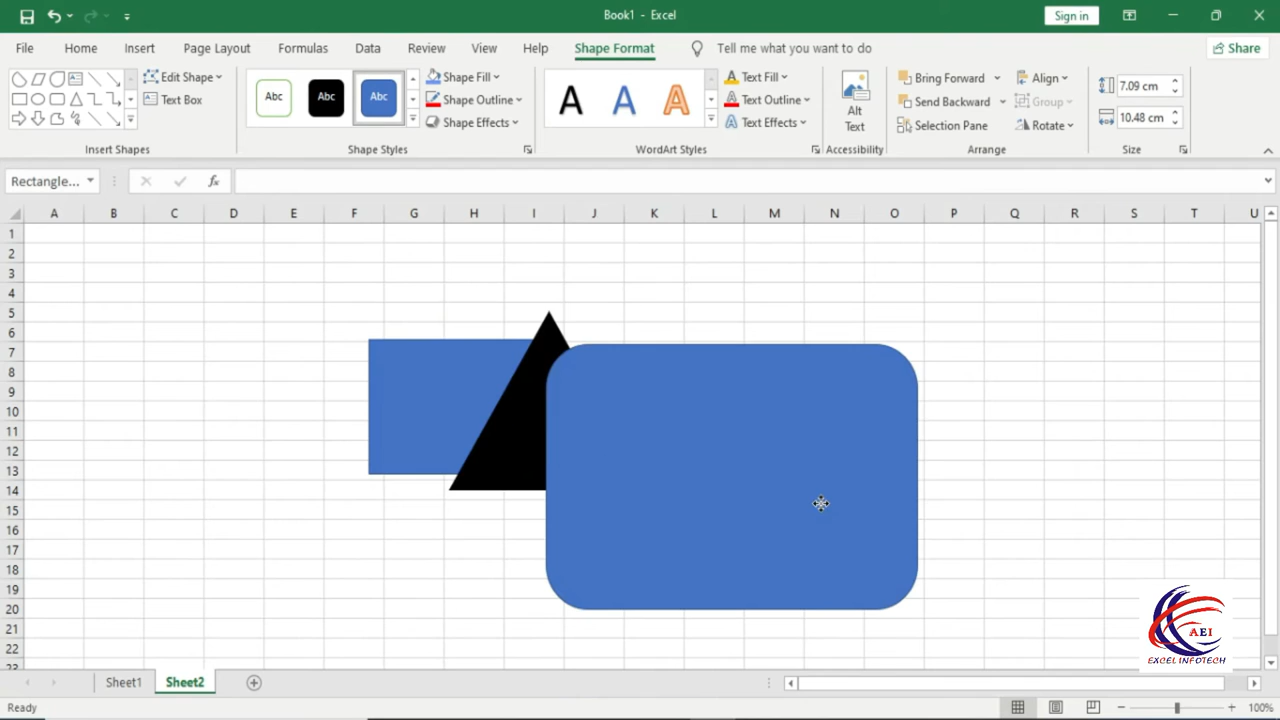 Book1 - Excel
Sign in
File Home Insert Page Layout Formulas Data Review View Help Shape Format Tell me what you want to do Share
Edit Shape
Text Box
Insert Shapes
Abc Abc Abc
Shape Fill
Shape Outline
Shape Effects
Shape Styles
A A A
Text Fill
Text Outline
Text Effects
WordArt Styles
Alt
Text
Accessibility
Bring Forward
Send Backward
Selection Pane
Align
Group
Rotate
Arrange
7.09 cm
10.48 cm
Size
Rectangle...
fx
A B C D E F G H I J K L M N O P Q R S T U
1
2
3
4
5
6
7
8
9
10
11
12
13
14
15
16
17
18
19
20
21
22
23
AEI
EXCEL INFOTECH
Sheet1 Sheet2
Ready
100%